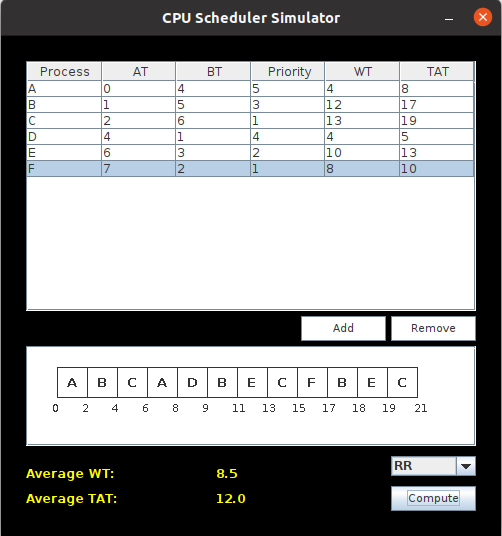 CPU Scheduler Simulator
Process AT BT Priority WT TAT
A 0 4 5 4 8
B 1 5 3 12 17
C 2 6 1 13 19
D 4 1 4 4 5
E 6 3 2 10 13
F 7 2 1 8 10
Add Remove
A B C A D B E C F B E C
0 2 4 6 8 9 11 13 15 17 18 19 21
RR
Average WT: 8.5
Average TAT: 12.0
Compute